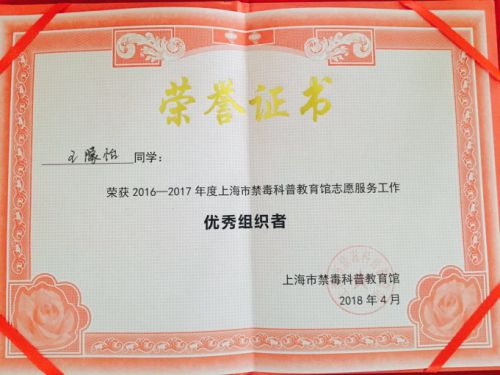 荣誉证书
同学：
荣获 2016—2017 年度上海市禁毒科普教育馆志愿服务工作
优秀组织者
上海市禁毒科普教育馆
2018 年 4 月